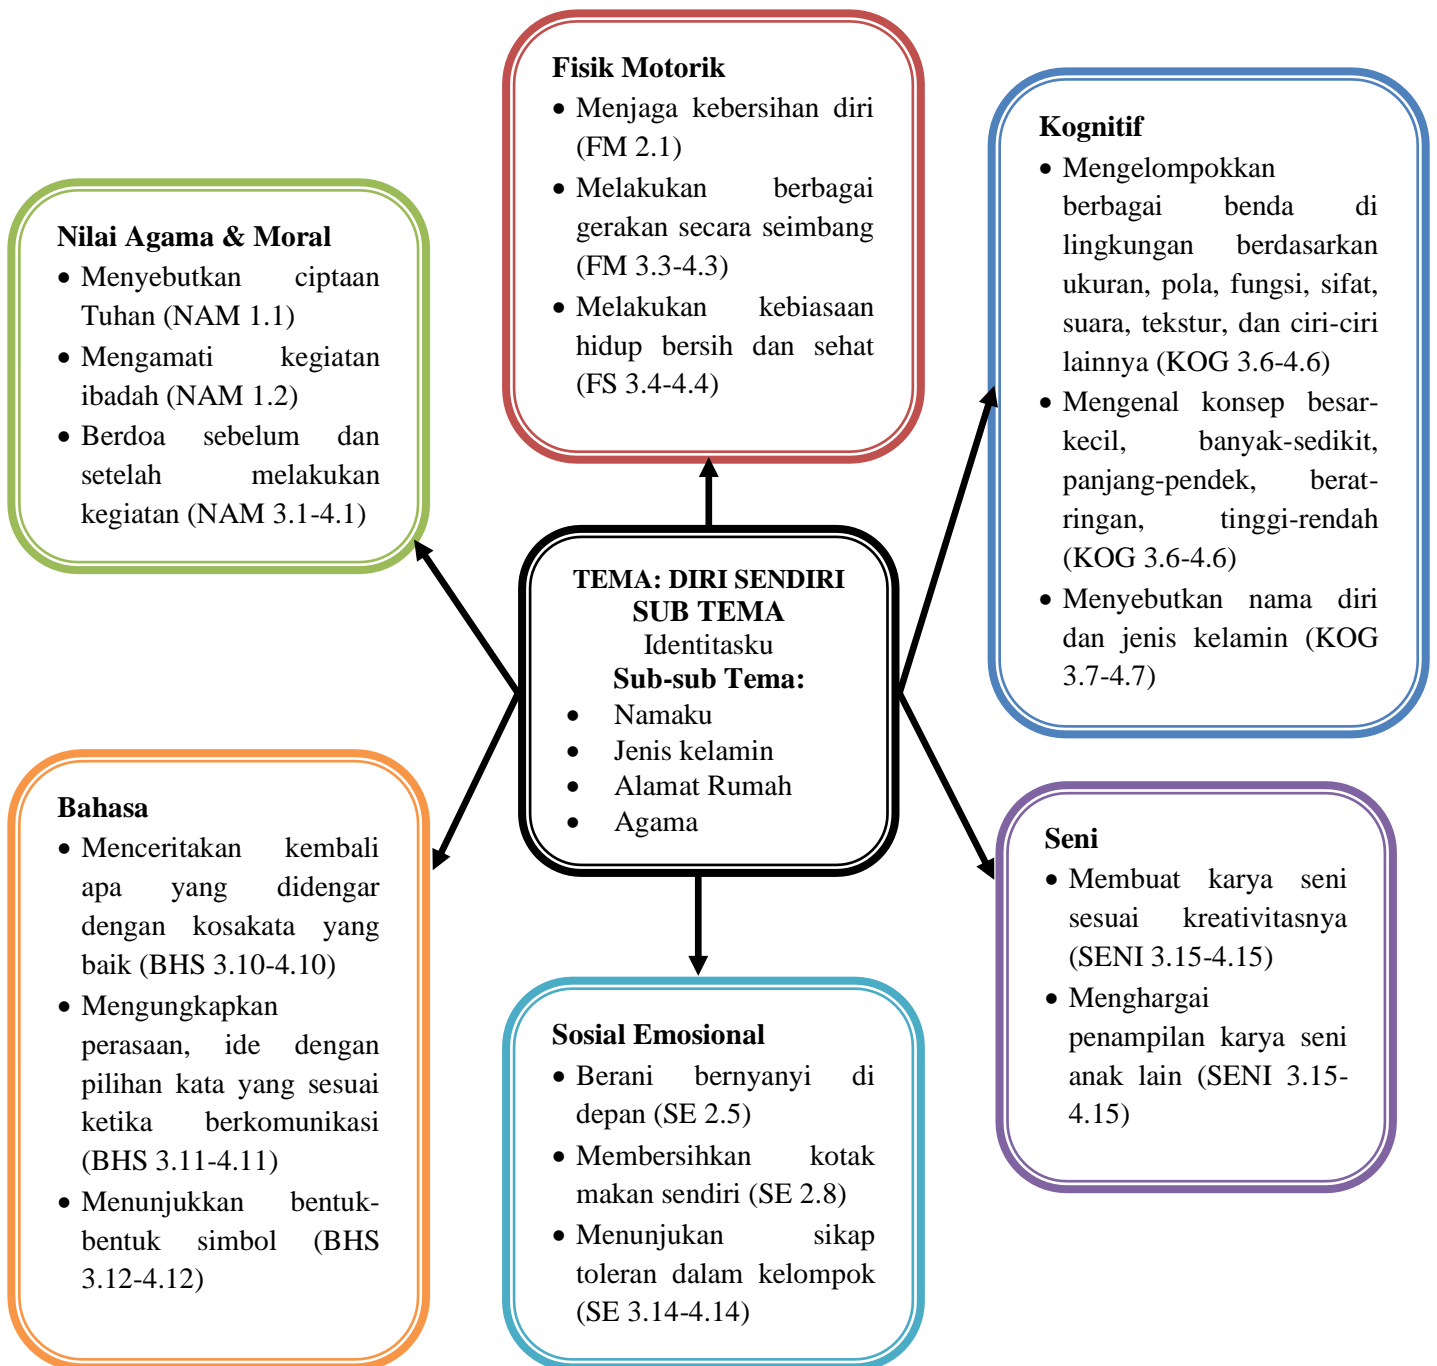 Fisik Motorik
• Menjaga kebersihan diri
(FM 2.1)
• Melakukan berbagai
gerakan secara seimbang
(FM 3.3-4.3)
• Melakukan kebiasaan
hidup bersih dan sehat
(FS 3.4-4.4)
Kognitif
• Mengelompokkan
berbagai benda di
lingkungan berdasarkan
ukuran, pola, fungsi, sifat,
suara, tekstur, dan ciri-ciri
lainnya (KOG 3.6-4.6)
• Mengenal konsep besar-
kecil, banyak-sedikit,
panjang-pendek, berat-
ringan, tinggi-rendah
(KOG 3.6-4.6)
• Menyebutkan nama diri
dan jenis kelamin (KOG
3.7-4.7)
Nilai Agama & Moral
• Menyebutkan ciptaan
Tuhan (NAM 1.1)
• Mengamati kegiatan
ibadah (NAM 1.2)
• Berdoa sebelum dan
setelah melakukan
kegiatan (NAM 3.1-4.1)
TEMA: DIRI SENDIRI
SUB TEMA
Identitasku
Sub-sub Tema:
• Namaku
• Jenis kelamin
• Alamat Rumah
• Agama
Bahasa
• Menceritakan kembali
apa yang didengar
dengan kosakata yang
baik (BHS 3.10-4.10)
• Mengungkapkan
perasaan, ide dengan
pilihan kata yang sesuai
ketika berkomunikasi
(BHS 3.11-4.11)
• Menunjukkan bentuk-
bentuk simbol (BHS
3.12-4.12)
Sosial Emosional
• Berani bernyanyi di
depan (SE 2.5)
• Membersihkan kotak
makan sendiri (SE 2.8)
• Menunjukan sikap
toleran dalam kelompok
(SE 3.14-4.14)
Seni
• Membuat karya seni
sesuai kreativitasnya
(SENI 3.15-4.15)
• Menghargai
penampilan karya seni
anak lain (SENI 3.15-
4.15)